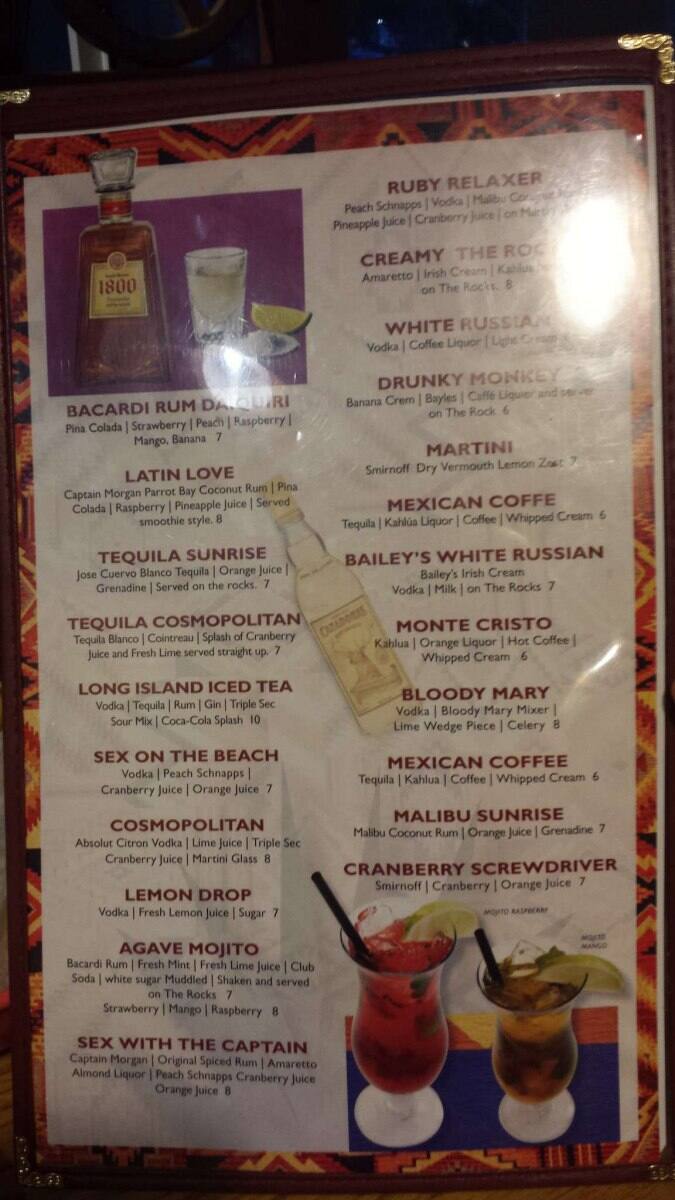 1800
BACARDI RUM DAIQUIRI
Pina Colada | Strawberry | Peach | Raspberry |
Mango, Banana 7
LATIN LOVE
Captain Morgan Parrot Bay Coconut Rum | Pina
Colada | Raspberry | Pineapple Juice | Served
smoothie style. 8
TEQUILA SUNRISE
Jose Cuervo Blanco Tequila | Orange Juice |
Grenadine | Served on the rocks. 7
TEQUILA COSMOPOLITAN
Tequila Blanco | Cointreau | Splash of Cranberry
Juice and Fresh Lime served straight up. 7
LONG ISLAND ICED TEA
Vodka | Tequila | Rum | Gin | Triple Sec
Sour Mix | Coca-Cola Splash 10
SEX ON THE BEACH
Vodka | Peach Schnapps |
Cranberry Juice | Orange Juice 7
COSMOPOLITAN
Absolut Citron Vodka | Lime Juice | Triple Sec
Cranberry Juice | Martini Glass 8
LEMON DROP
Vodka | Fresh Lemon Juice | Sugar 7
AGAVE MOJITO
Bacardi Rum | Fresh Mint | Fresh Lime Juice | Club
Soda | white sugar Muddled | Shaken and served
on The Rocks 7
Strawberry | Mango | Raspberry 8
SEX WITH THE CAPTAIN
Captain Morgan | Original Spiced Rum | Amaretto
Almond Liquor | Peach Schnapps Cranberry Juice
Orange Juice 8
RUBY RELAXER
Peach Schnapps | Vodka | Malibu Coconut
Pineapple Juice | Cranberry Juice | on
CREAMY THE
Amaretto | Irish Cream | Kahlua
on The Rocks. 8
WHITE RUSSIAN
Vodka | Coffee Liquor | Light Cream
DRUNKY MONKEY
Banana Crem | Bayles | Caffé Liquier and server
on The Rock 6
MARTINI
Smirnoff Dry Vermouth Lemon Zest 7
MEXICAN COFFE
Tequila | Kahlúa Liquor | Coffee | Whipped Cream 6
BAILEY'S WHITE RUSSIAN
Bailey's Irish Cream
Vodka | Milk | on The Rocks 7
CAZADORES
MONTE CRISTO
Kahlua | Orange Liquor | Hot Coffee |
Whipped Cream 6
BLOODY MARY
Vodka | Bloody Mary Mixer |
Lime Wedge Piece | Celery 8
MEXICAN COFFEE
Tequila | Kahlua | Coffee | Whipped Cream 6
MALIBU SUNRISE
Malibu Coconut Rum | Orange Juice | Grenadine 7
CRANBERRY SCREWDRIVER
Smirnoff | Cranberry | Orange Juice 7
MOJITO RASPBERRY
MOJITO
MANGO